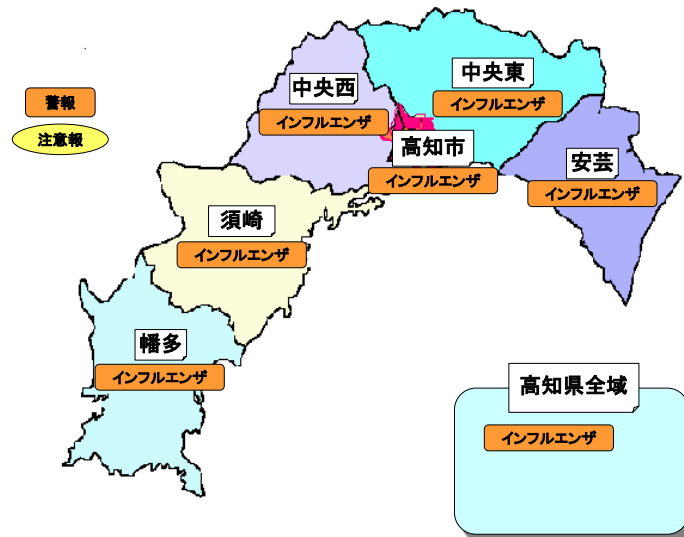 警報
注意報
中央西
インフルエンザ
中央東
インフルエンザ
高知市
インフルエンザ
安芸
インフルエンザ
須崎
インフルエンザ
幡多
インフルエンザ
高知県全域
インフルエンザ